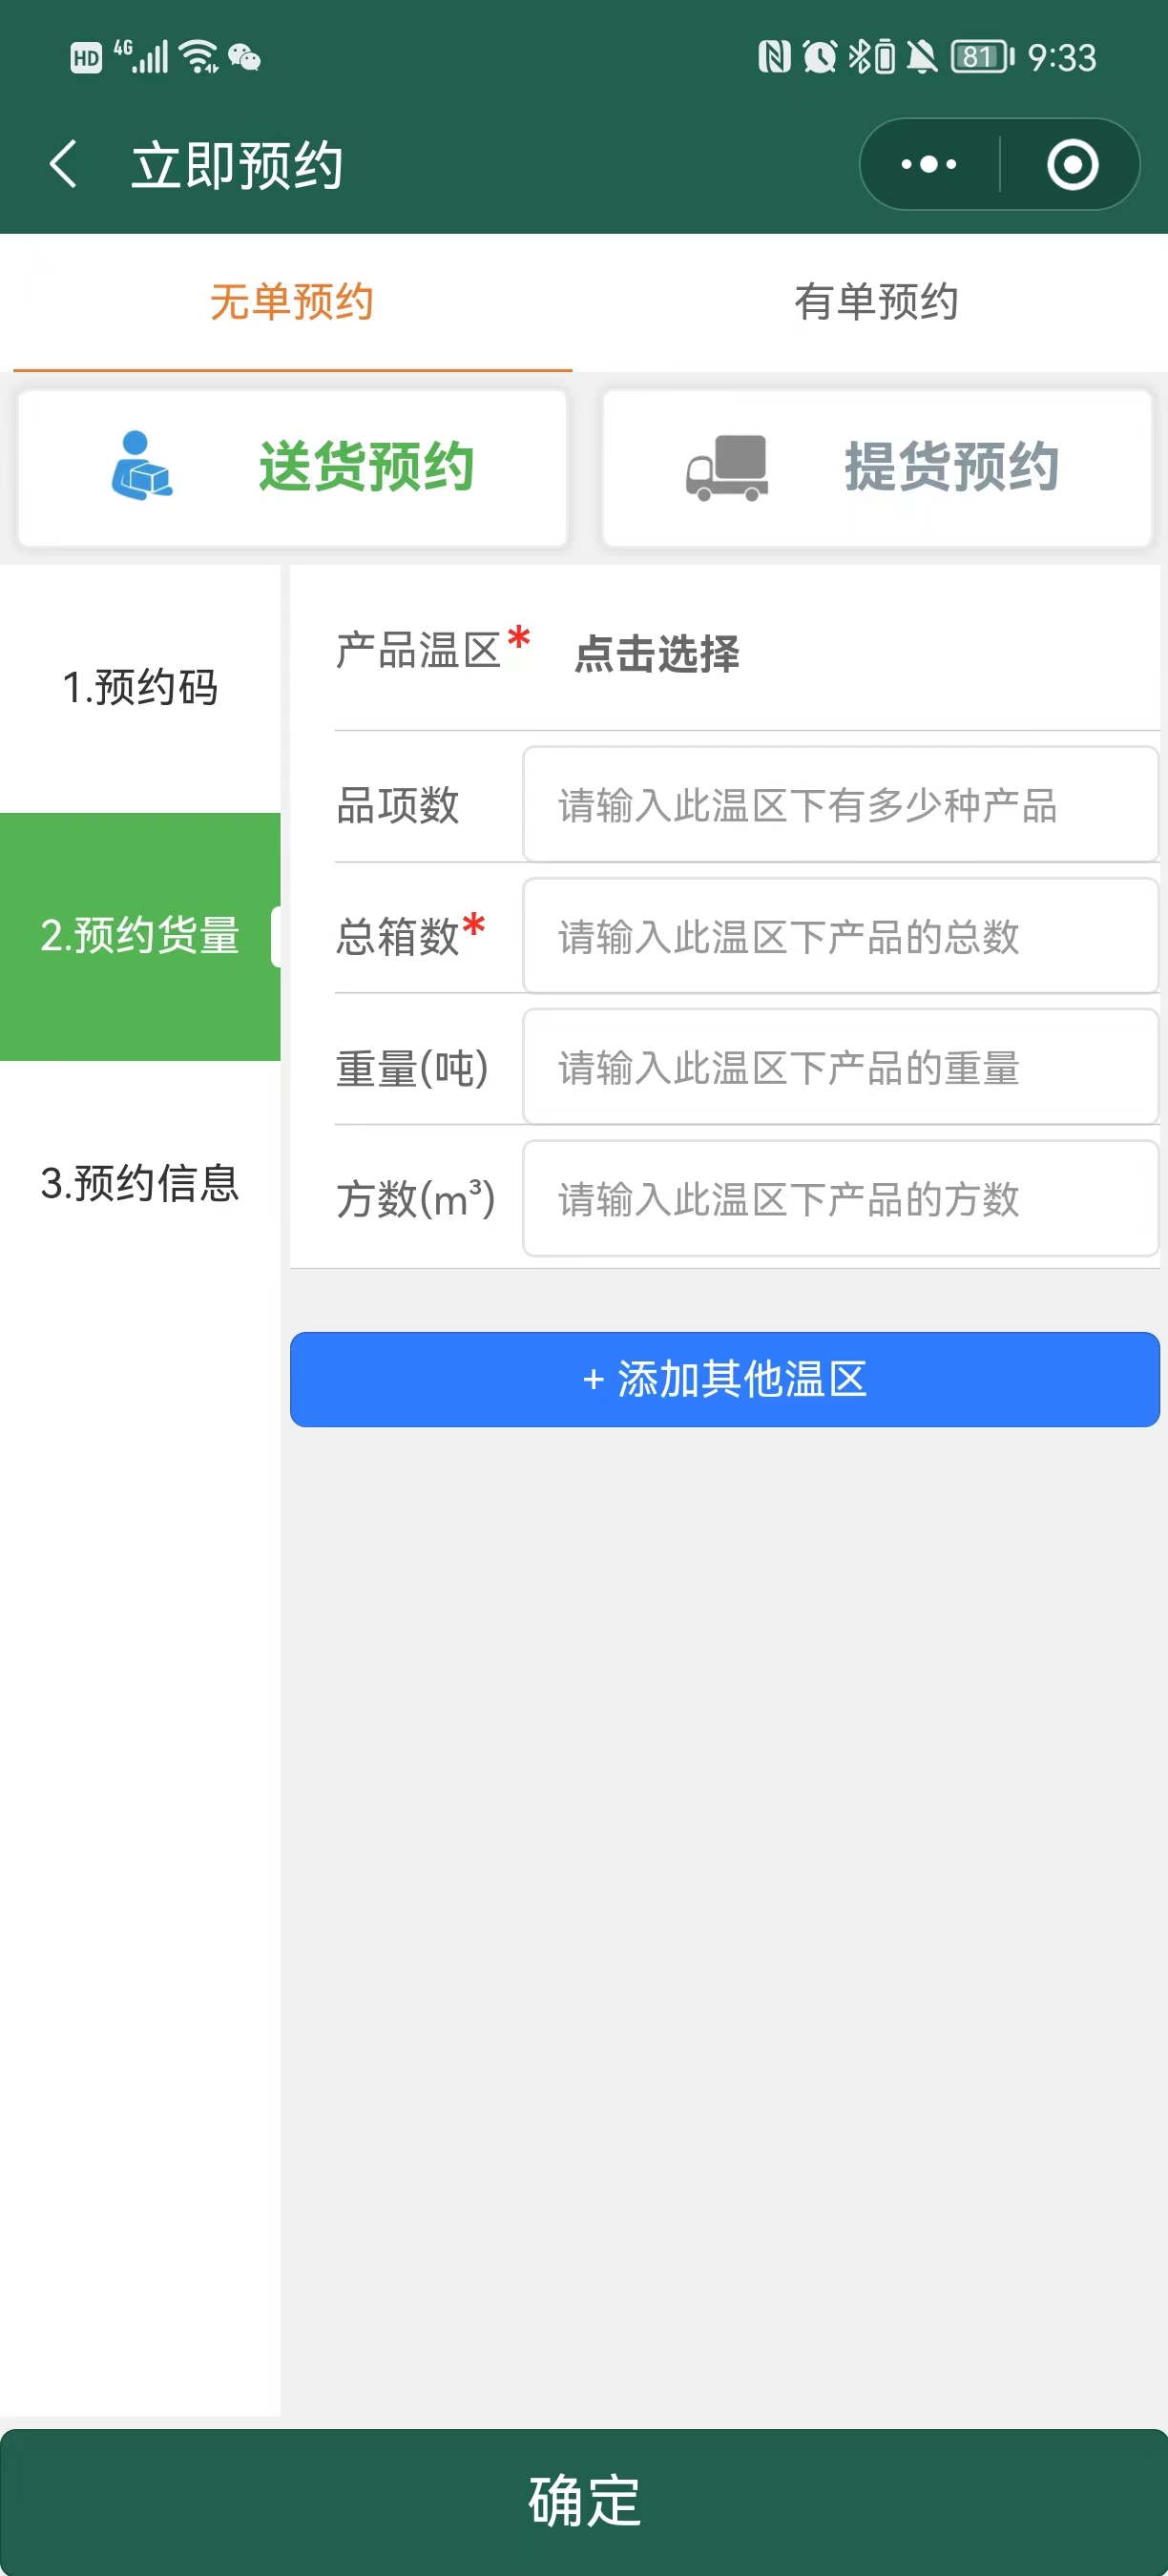 HD 4G 81 9:33
立即预约
无单预约 有单预约
送货预约 提货预约
1.预约码
2.预约货量
3.预约信息
产品温区* 点击选择
品项数 请输入此温区下有多少种产品
总箱数* 请输入此温区下产品的总数
重量(吨) 请输入此温区下产品的重量
方数(m³) 请输入此温区下产品的方数
+ 添加其他温区
确定